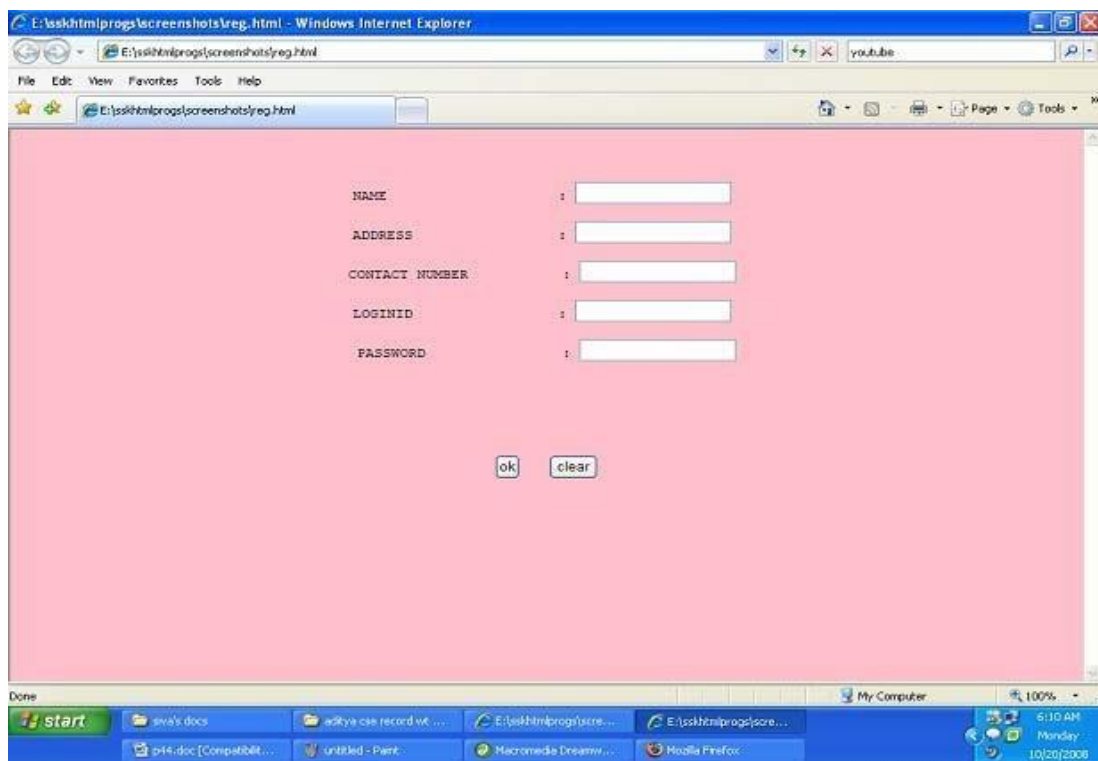 E:\sskhtmlprogs\screenshots\reg.html - Windows Internet Explorer
E:\sskhtmlprogs\screenshots\reg.html
youtube
File Edit View Favorites Tools Help
E:\sskhtmlprogs\screenshots\reg.html
Page Tools
NAME :
ADDRESS :
CONTACT NUMBER :
LOGINID :
PASSWORD :
ok clear
Done
My Computer
100%
start
siva's docs
aditya cse record wt ...
E:\sskhtmlprogs\scre...
E:\sskhtmlprogs\scre...
6:10 AM
p44.doc [Compatibilit...
untitled - Paint
Macromedia Dreamw...
Mozilla Firefox
Monday
10/20/2008